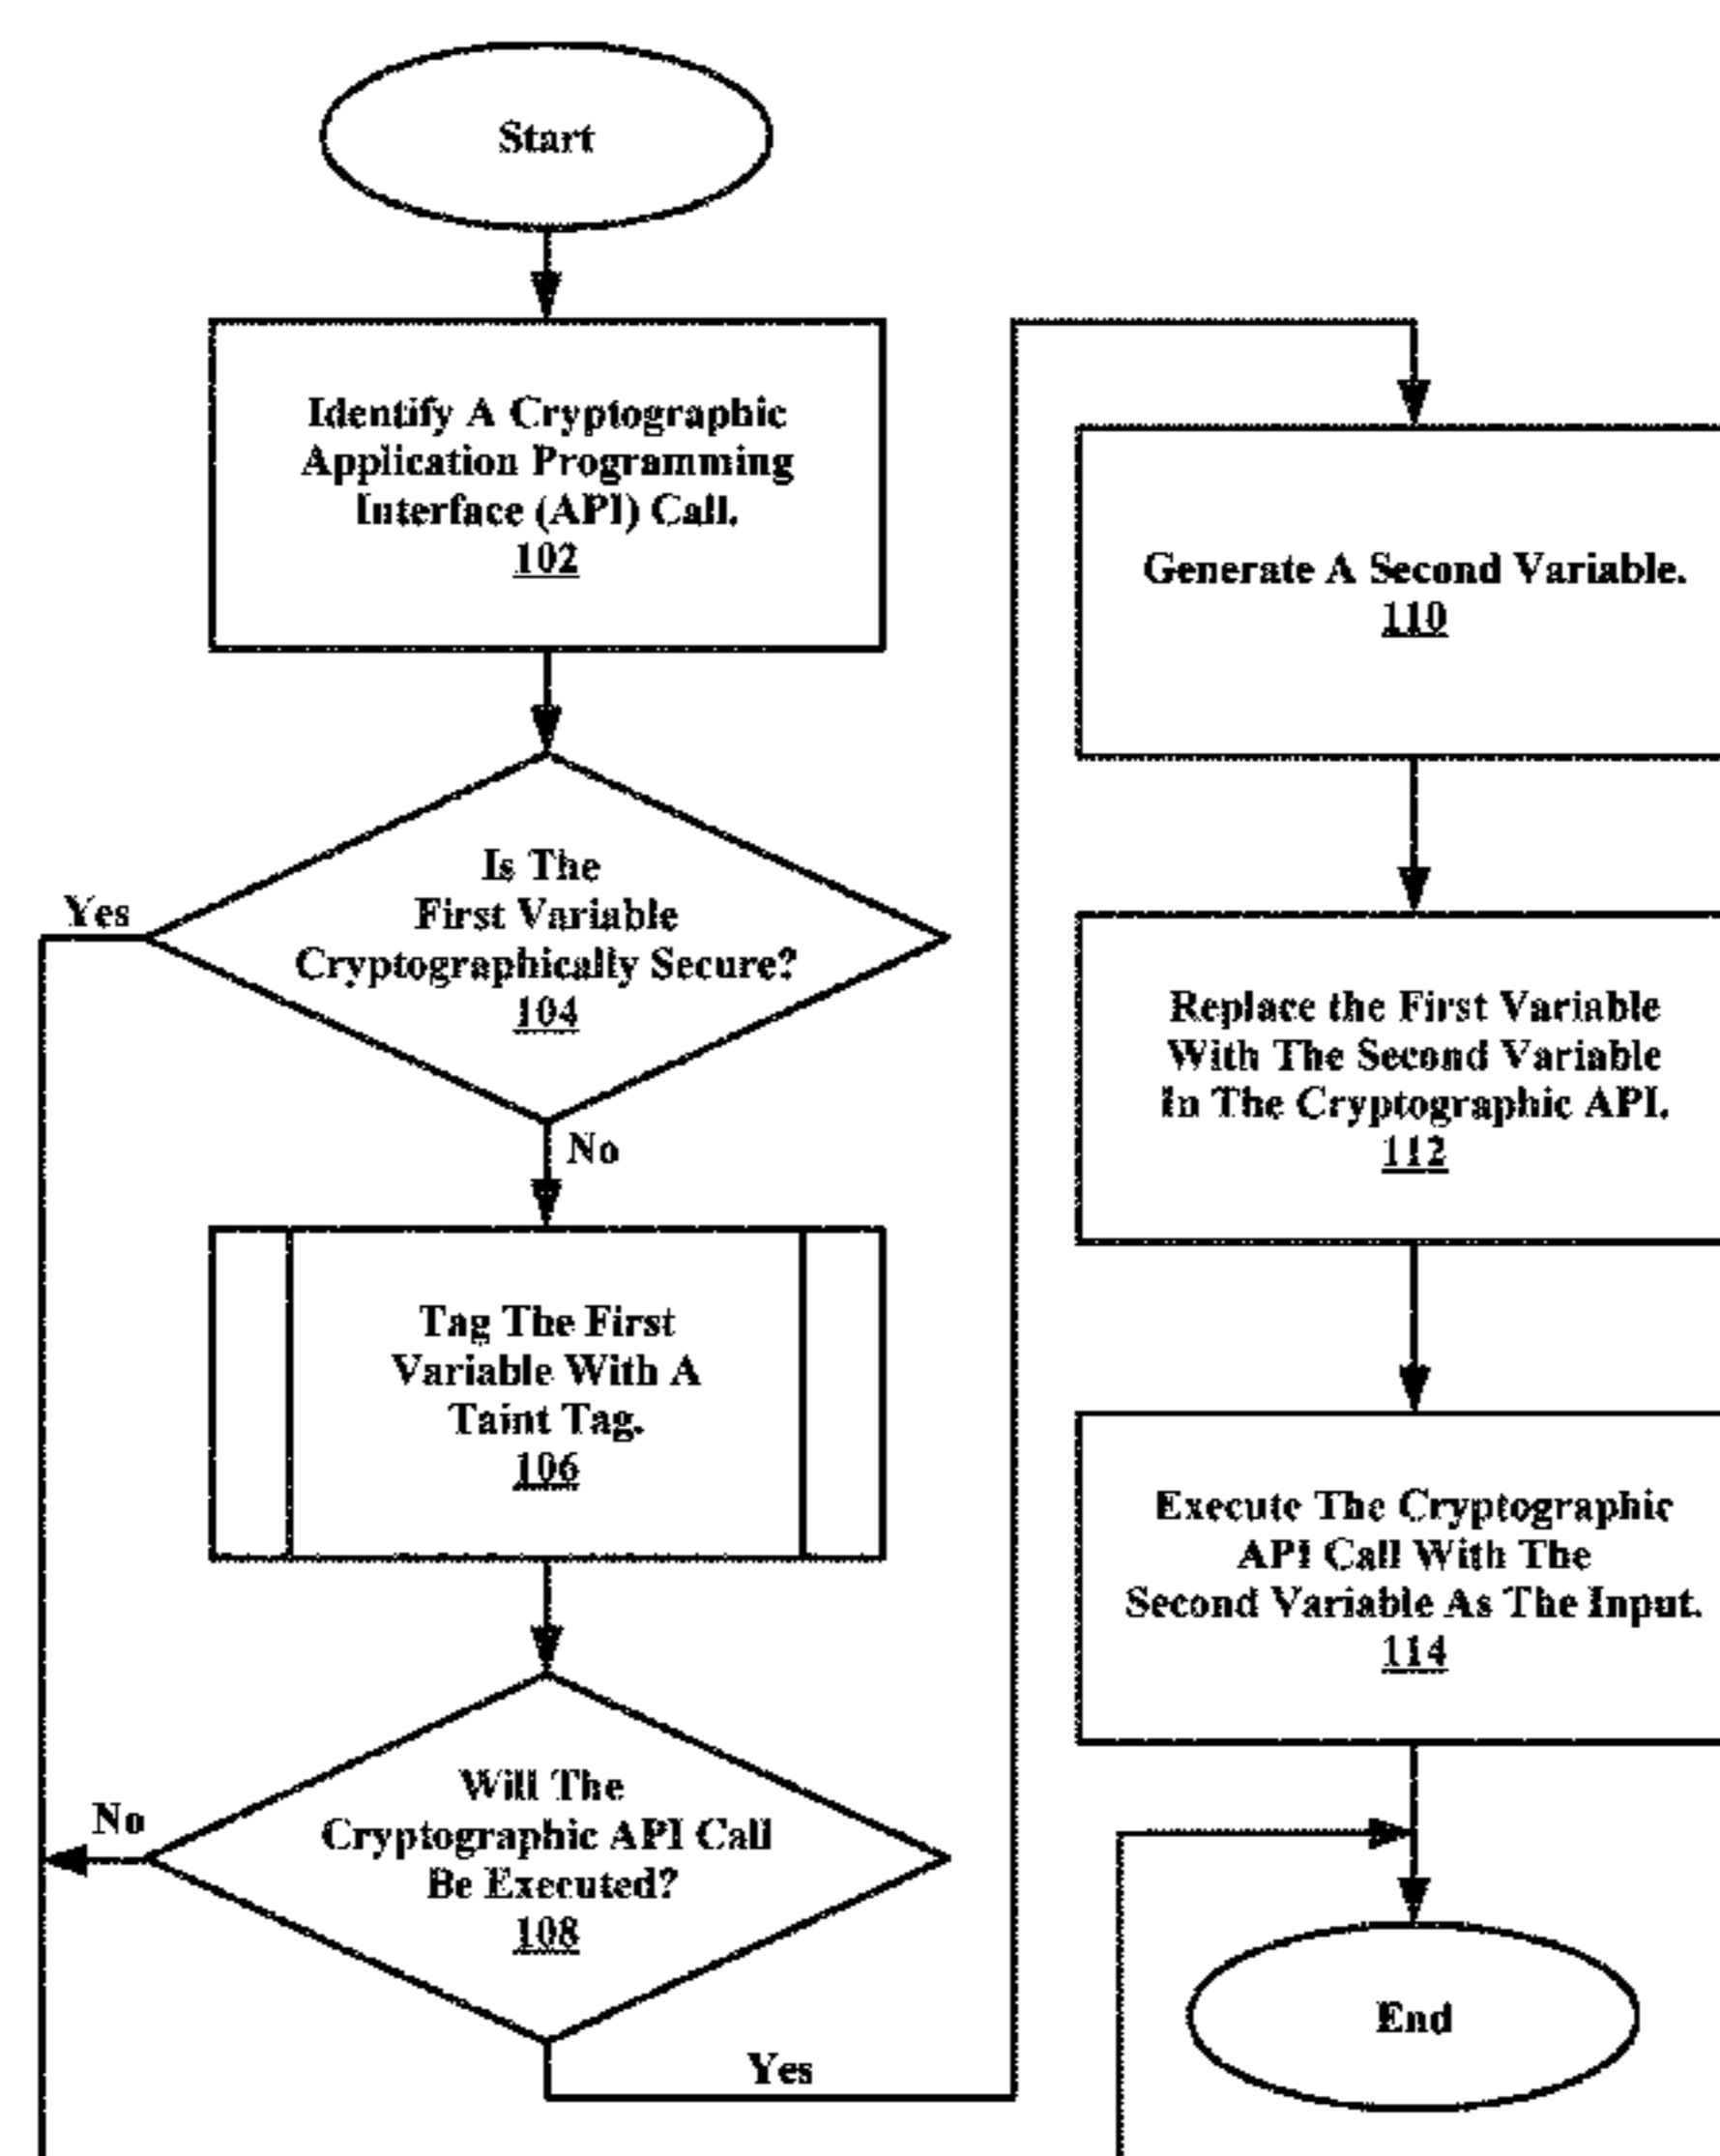 Start
Identify A Cryptographic
Application Programming
Interface (API) Call.
102
Is The
First Variable
Cryptographically Secure?
104
Yes
No
Tag The First
Variable With A
Taint Tag.
106
Will The
Cryptographic API Call
Be Executed?
108
No
Yes
Generate A Second Variable.
110
Replace the First Variable
With The Second Variable
In The Cryptographic API.
112
Execute The Cryptographic
API Call With The
Second Variable As The Input.
114
End